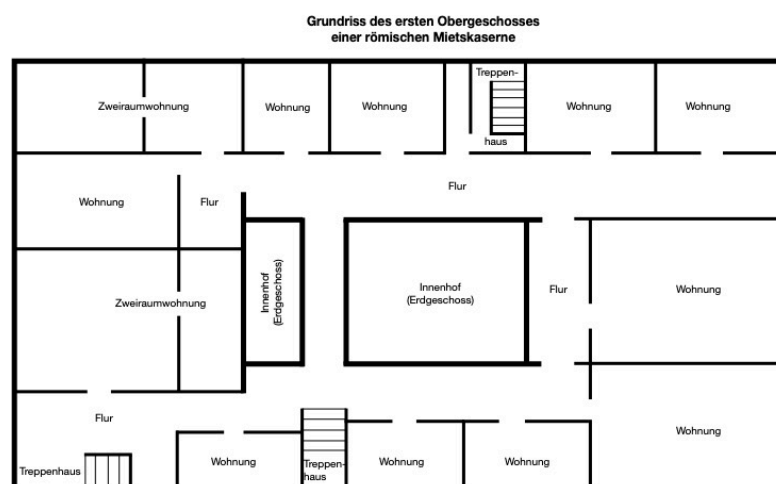 Grundriss des ersten Obergeschosses
einer römischen Mietskaserne
Treppen-
haus
Zweiraumwohnung
Wohnung
Wohnung
Wohnung
Wohnung
Flur
Wohnung
Flur
Innenhof
(Erdgeschoss)
Innenhof
(Erdgeschoss)
Flur
Wohnung
Zweiraumwohnung
Flur
Wohnung
Treppenhaus
Wohnung
Treppen-
haus
Wohnung
Wohnung